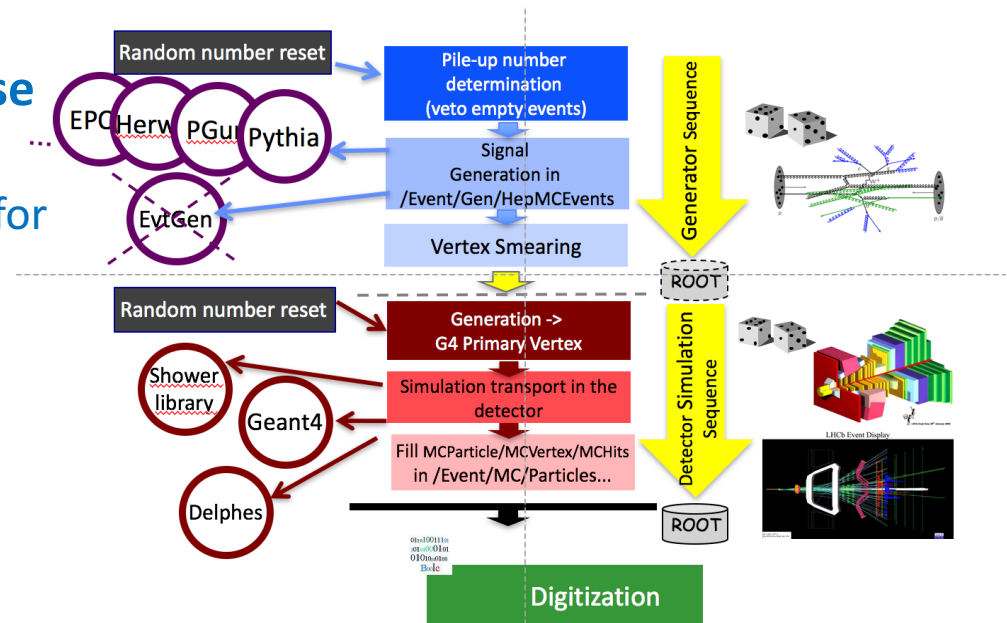 Random number reset
se
EPO
Herw
PGun
Pythia
...
for
EvtGen
Pile-up number
determination
(veto empty events)
Signal
Generation in
/Event/Gen/HepMCEvents
Vertex Smearing
Generator Sequence
ROOT
Random number reset
Generation ->
G4 Primary Vertex
Shower
library
Simulation transport in the
detector
Geant4
Fill MCParticle/MCVertex/MCHits
in /Event/MC/Particles...
Delphes
Detector Simulation
Sequence
ROOT
LHCb Event Display
Boole
Digitization